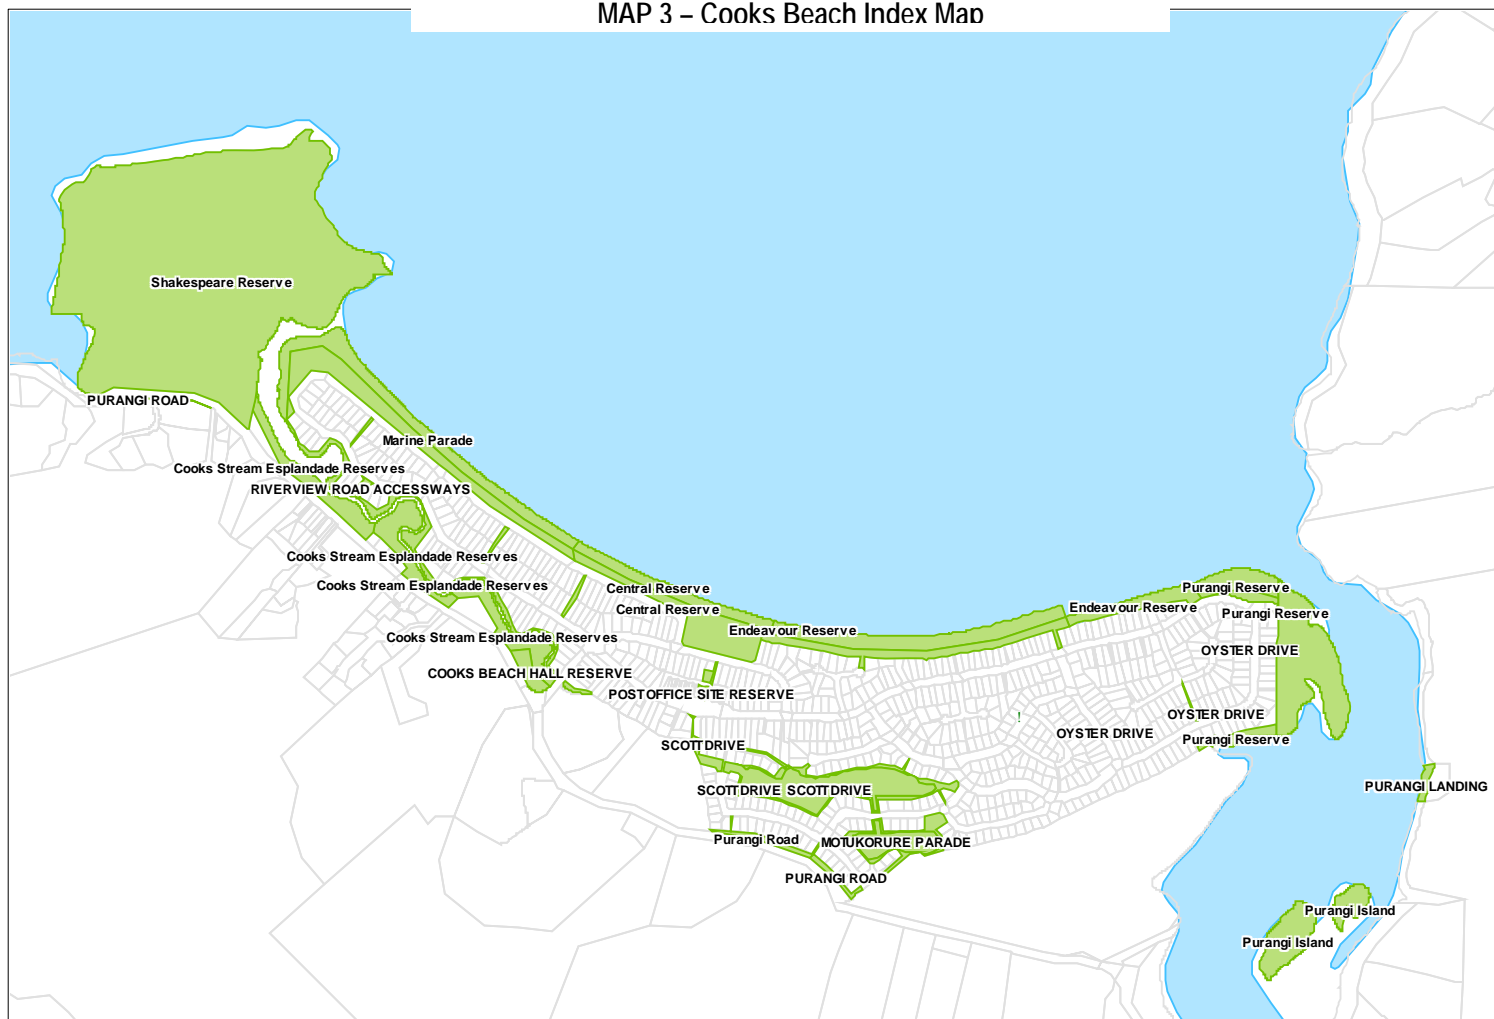 MAP 3 – Cooks Beach Index Map
Shakespeare Reserve
PURANGI ROAD
Marine Parade
Cooks Stream Esplandade Reserves
RIVERVIEW ROAD ACCESSWAYS
Cooks Stream Esplandade Reserves
Cooks Stream Esplandade Reserves
Central Reserve
Purangi Reserve
Central Reserve
Endeavour Reserve
Purangi Reserve
Endeavour Reserve
Cooks Stream Esplandade Reserves
OYSTER DRIVE
COOKS BEACH HALL RESERVE
POST OFFICE SITE RESERVE
OYSTER DRIVE
OYSTER DRIVE
Purangi Reserve
SCOTT DRIVE
SCOTT DRIVE SCOTT DRIVE
PURANGI LANDING
Purangi Road
MOTUKORURE PARADE
PURANGI ROAD
Purangi Island
Purangi Island